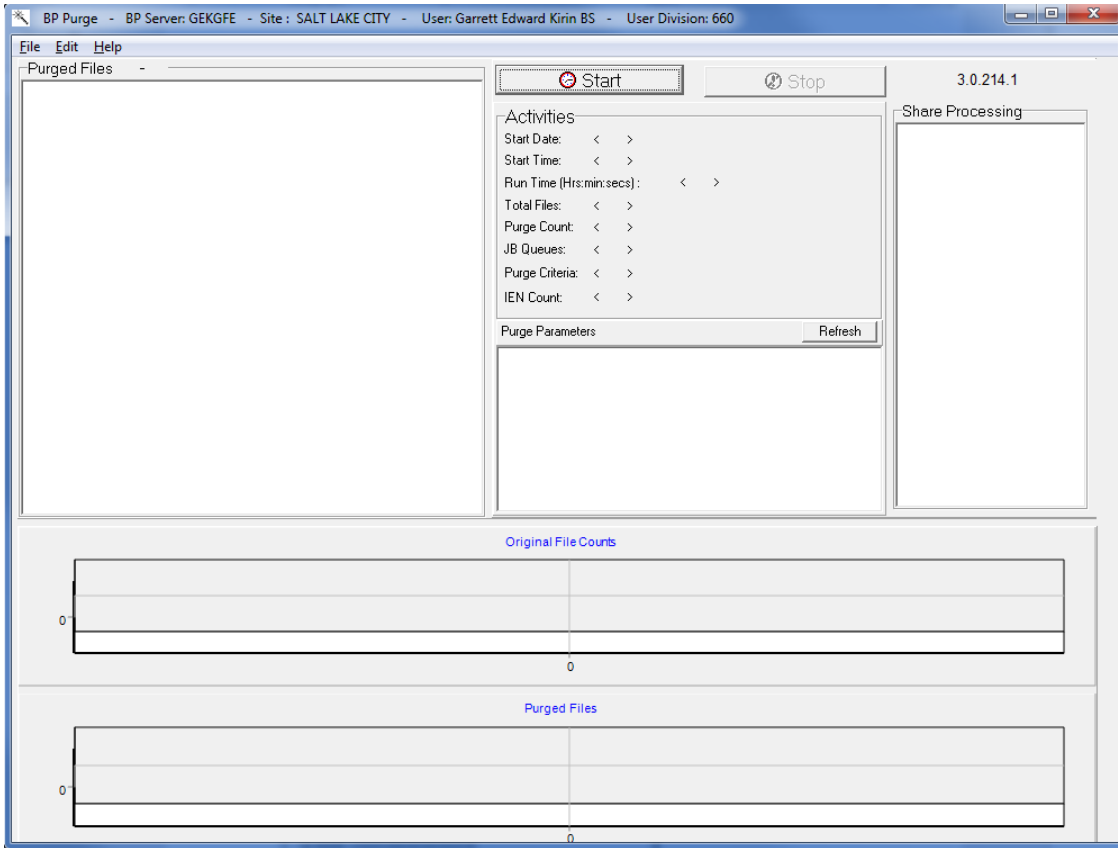 BP Purge - BP Server: GEKGFE - Site : SALT LAKE CITY - User: Garrett Edward Kirin BS - User Division: 660
File Edit Help
Purged Files -
Start
Stop
3.0.214.1
Activities
Start Date: < >
Start Time: < >
Run Time (Hrs:min:secs) : < >
Total Files: < >
Purge Count: < >
JB Queues: < >
Purge Criteria: < >
IEN Count: < >
Purge Parameters
Refresh
Share Processing
Original File Counts
0
0
Purged Files
0
0